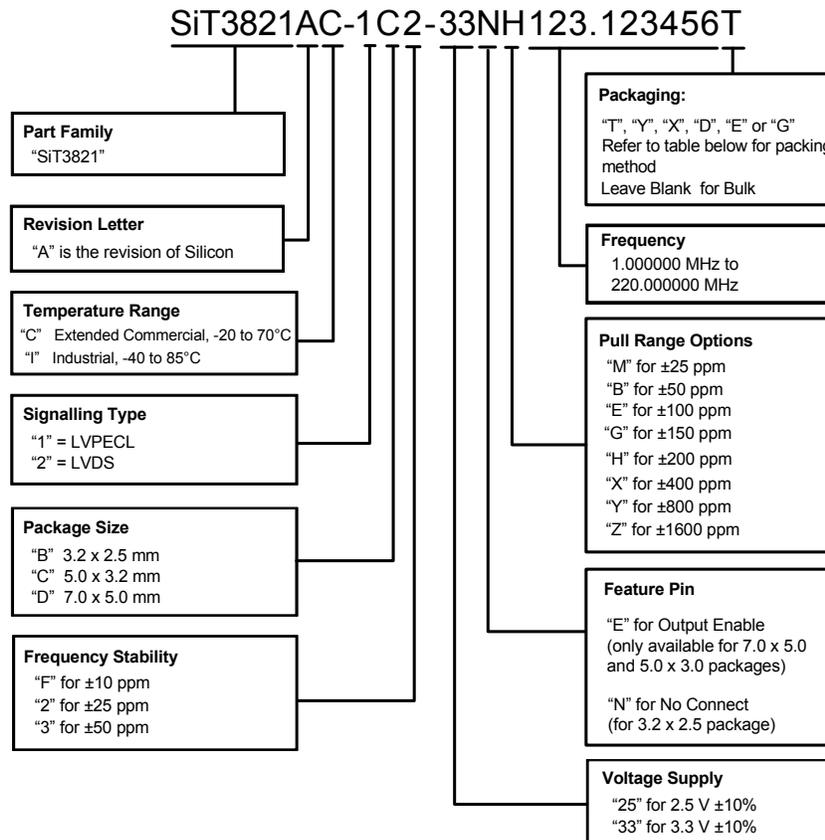 SiT3821AC-1C2-33NH123.123456T
Part Family
“SiT3821”
Revision Letter
“A” is the revision of Silicon
Temperature Range
“C” Extended Commercial, -20 to 70°C
“I” Industrial, -40 to 85°C
Signalling Type
“1” = LVPECL
“2” = LVDS
Package Size
“B” 3.2 x 2.5 mm
“C” 5.0 x 3.2 mm
“D” 7.0 x 5.0 mm
Frequency Stability
“F” for ±10 ppm
“2” for ±25 ppm
“3” for ±50 ppm
Packaging:
“T”, “Y”, “X”, “D”, “E” or “G”
Refer to table below for packing
method
Leave Blank for Bulk
Frequency
1.000000 MHz to
220.000000 MHz
Pull Range Options
“M” for ±25 ppm
“B” for ±50 ppm
“E” for ±100 ppm
“G” for ±150 ppm
“H” for ±200 ppm
“X” for ±400 ppm
“Y” for ±800 ppm
“Z” for ±1600 ppm
Feature Pin
“E” for Output Enable
(only available for 7.0 x 5.0
and 5.0 x 3.0 packages)
“N” for No Connect
(for 3.2 x 2.5 package)
Voltage Supply
“25” for 2.5 V ±10%
“33” for 3.3 V ±10%